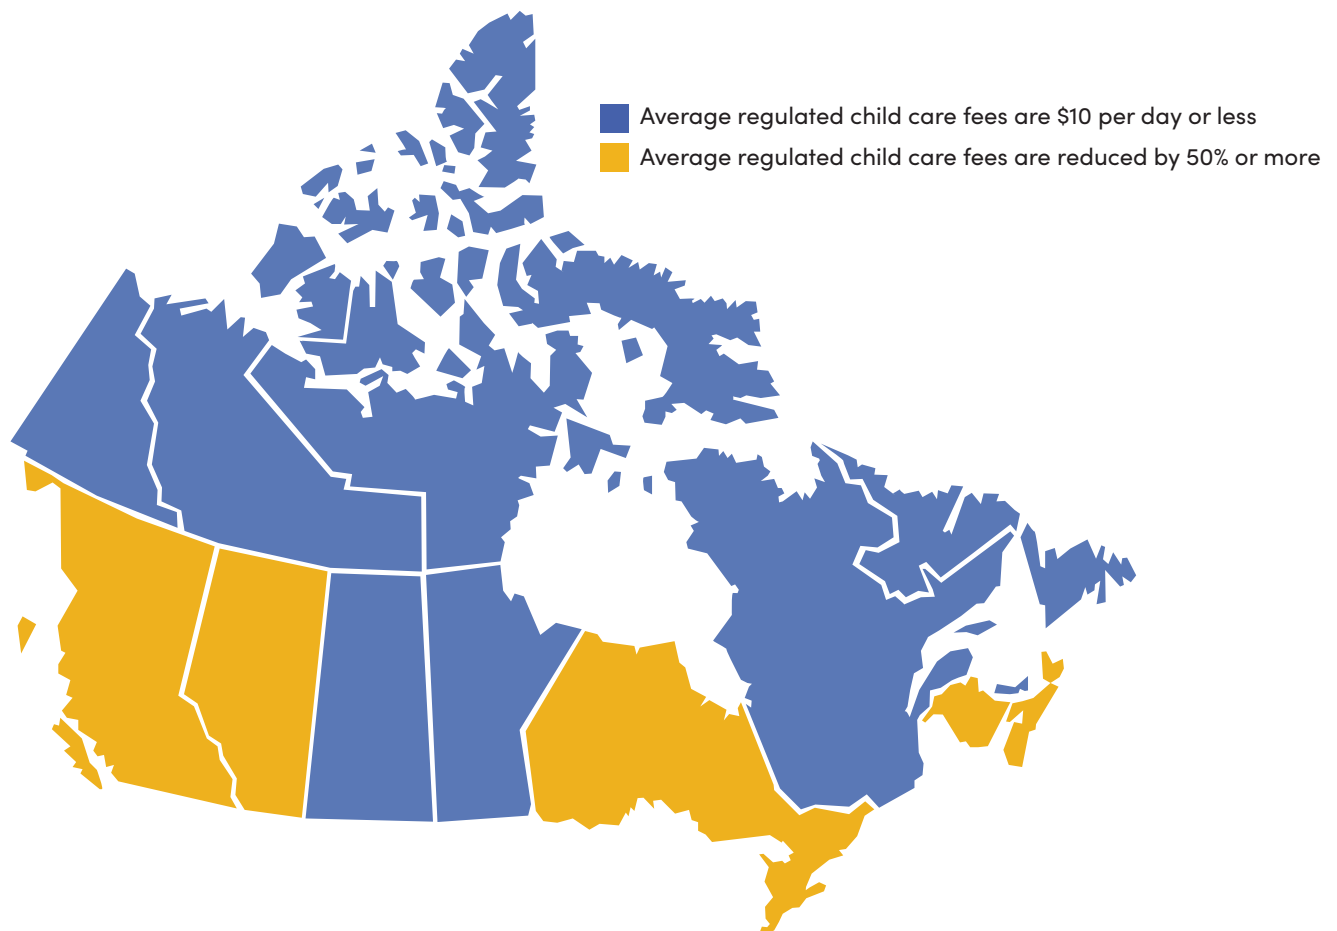 Average regulated child care fees are $10 per day or less
Average regulated child care fees are reduced by 50% or more